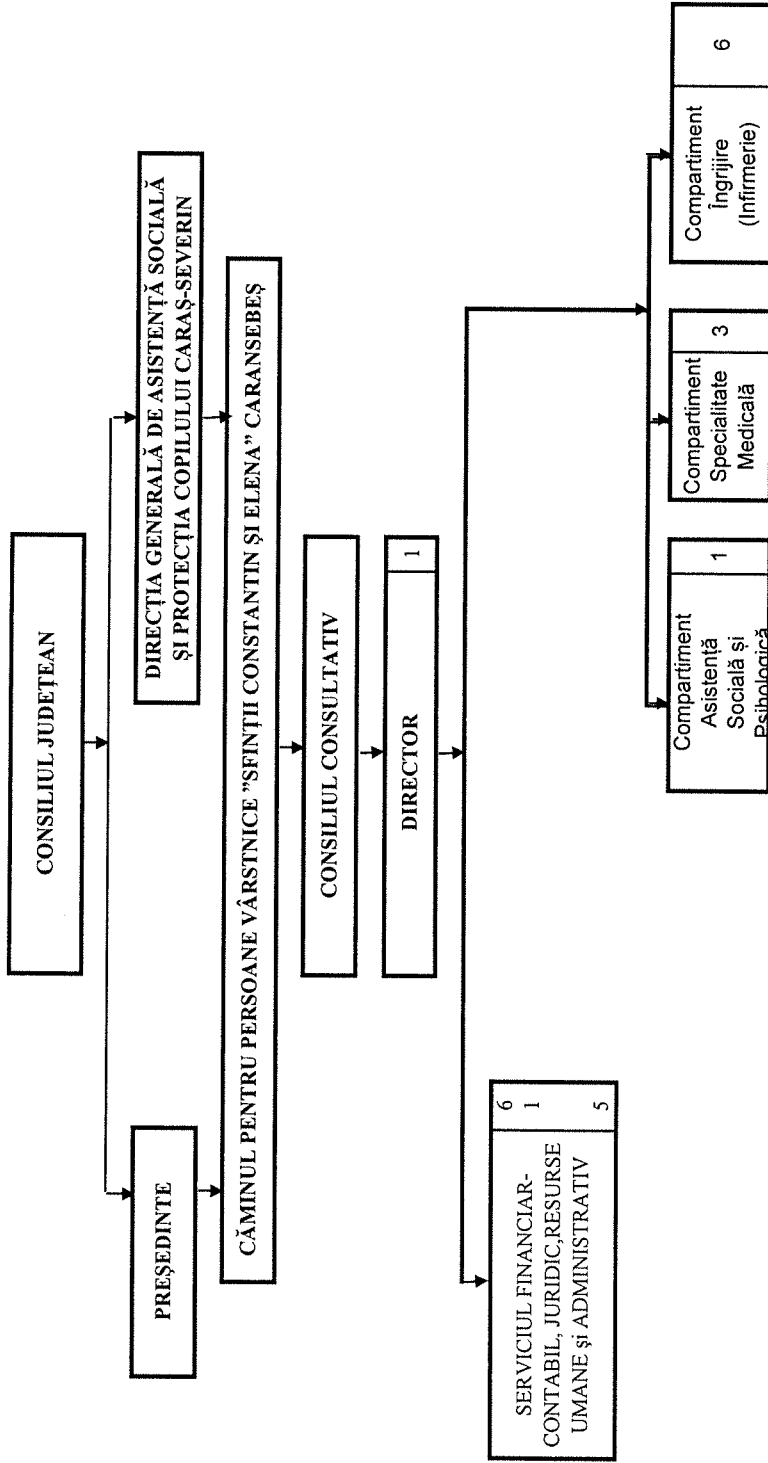 CONSILIUL JUDEȚEAN
PREȘEDINTE
DIRECȚIA GENERALĂ DE ASISTENȚĂ SOCIALĂ
ȘI PROTECȚIA COPILULUI CARAȘ-SEVERIN
CĂMINUL PENTRU PERSOANE VÂRSTNICE ”SFINȚII CONSTANTIN ȘI ELENA” CARANSEBEȘ
CONSILIUL CONSULTATIV
DIRECTOR 1
SERVICIUL FINANCIAR- 6
CONTABIL, JURIDIC,RESURSE 1
UMANE și ADMINISTRATIV 5
Compartiment
Asistență
Socială și
Psihologică
1
Compartiment
Specialitate
Medicală
3
Compartiment
Îngrijire
(Infirmerie)
6